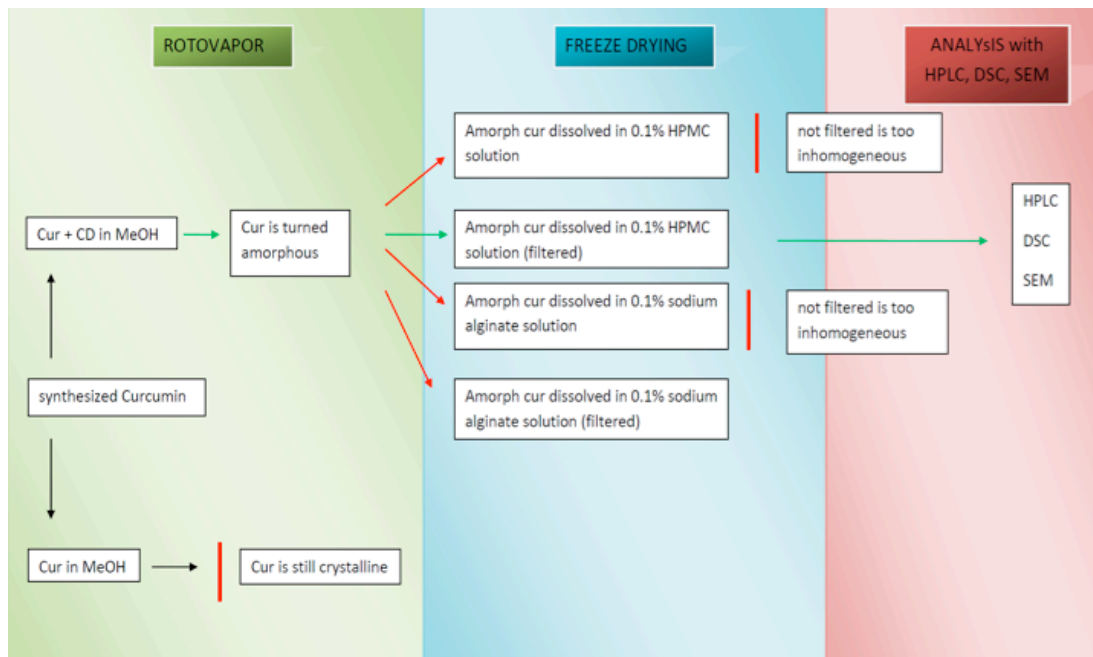 ROTOVAPOR
FREEZE DRYING
ANALYsIS with
HPLC, DSC, SEM
Amorph cur dissolved in 0.1% HPMC
solution
not filtered is too
inhomogeneous
Cur + CD in MeOH
Cur is turned
amorphous
Amorph cur dissolved in 0.1% HPMC
solution (filtered)
HPLC
DSC
SEM
Amorph cur dissolved in 0.1% sodium
alginate solution
not filtered is too
inhomogeneous
synthesized Curcumin
Amorph cur dissolved in 0.1% sodium
alginate solution (filtered)
Cur in MeOH
Cur is still crystalline